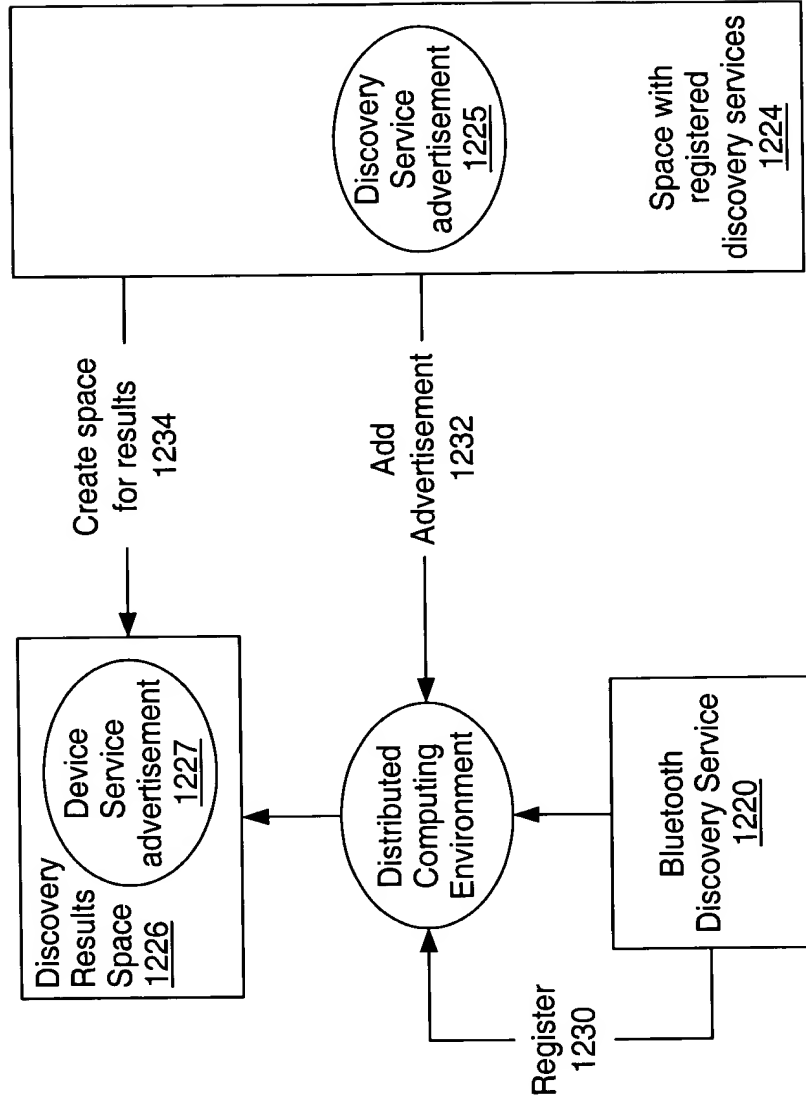 Discovery
Results
Space
1226
Device
Service
advertisement
1227
Create space
for results
1234
Discovery
Service
advertisement
1225
Space with
registered
discovery services
1224
Add
Advertisement
1232
Distributed
Computing
Environment
Register
1230
Bluetooth
Discovery Service
1220